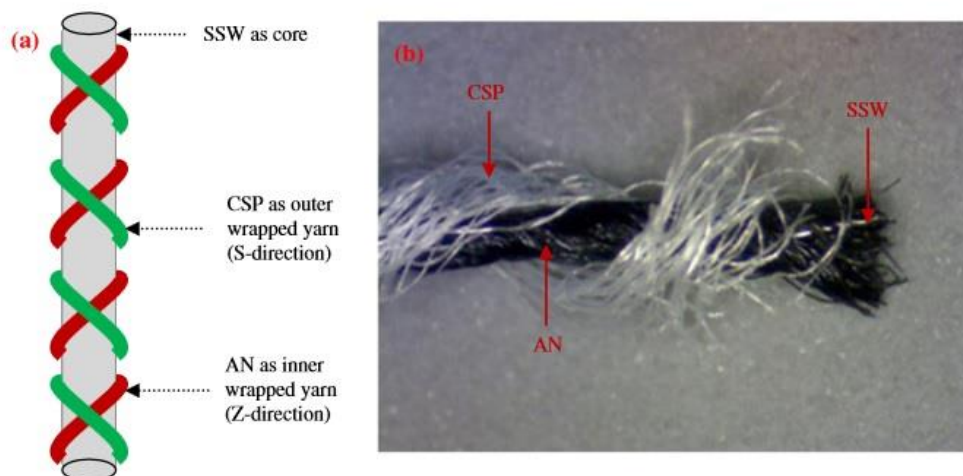 (a)
SSW as core
CSP as outer
wrapped yarn
(S-direction)
AN as inner
wrapped yarn
(Z-direction)
(b)
CSP
SSW
AN